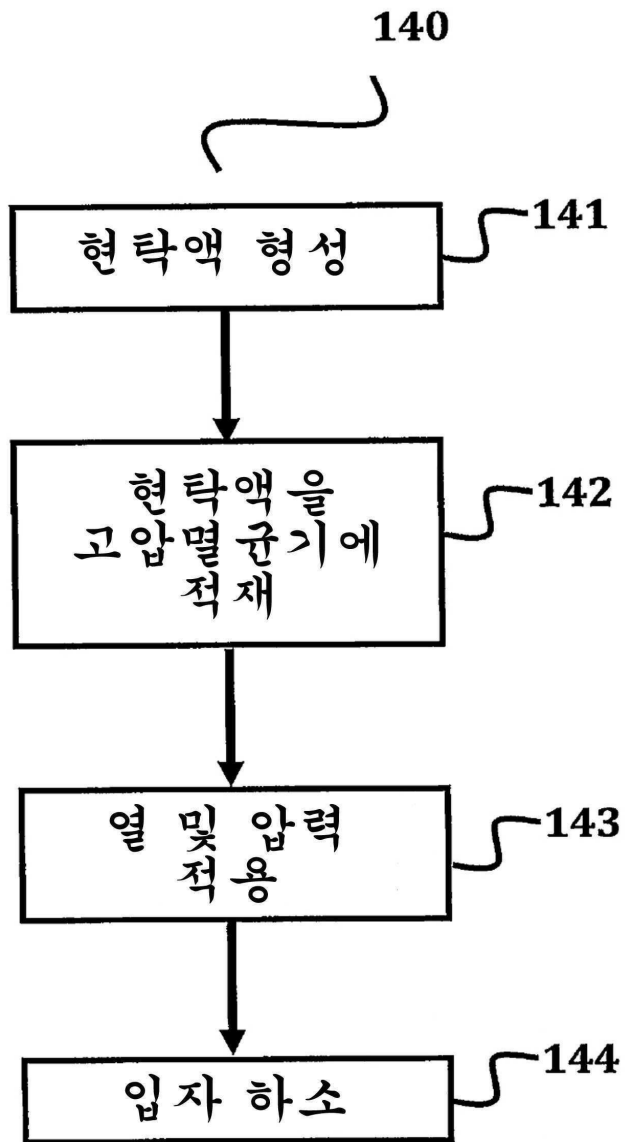 140
현탁액 형성
141
현탁액을
고압멸균기에
적재
142
열 및 압력
적용
143
입자 하소
144